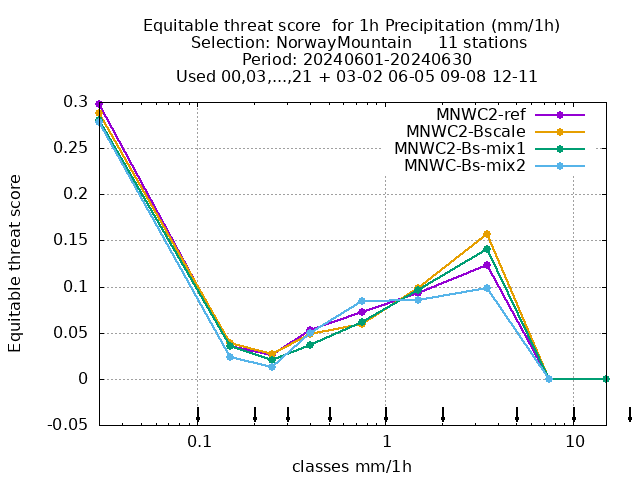 Equitable threat score  for 1h Precipitation (mm/1h)
Selection: NorwayMountain     11 stations
Period: 20240601-20240630
Used 00,03,...,21 + 03-02 06-05 09-08 12-11
MNWC2-ref
MNWC2-Bscale
MNWC2-Bs-mix1
MNWC-Bs-mix2
Equitable threat score
0.3
0.25
0.2
0.15
0.1
0.05
0
-0.05
0.1 1 10
classes mm/1h